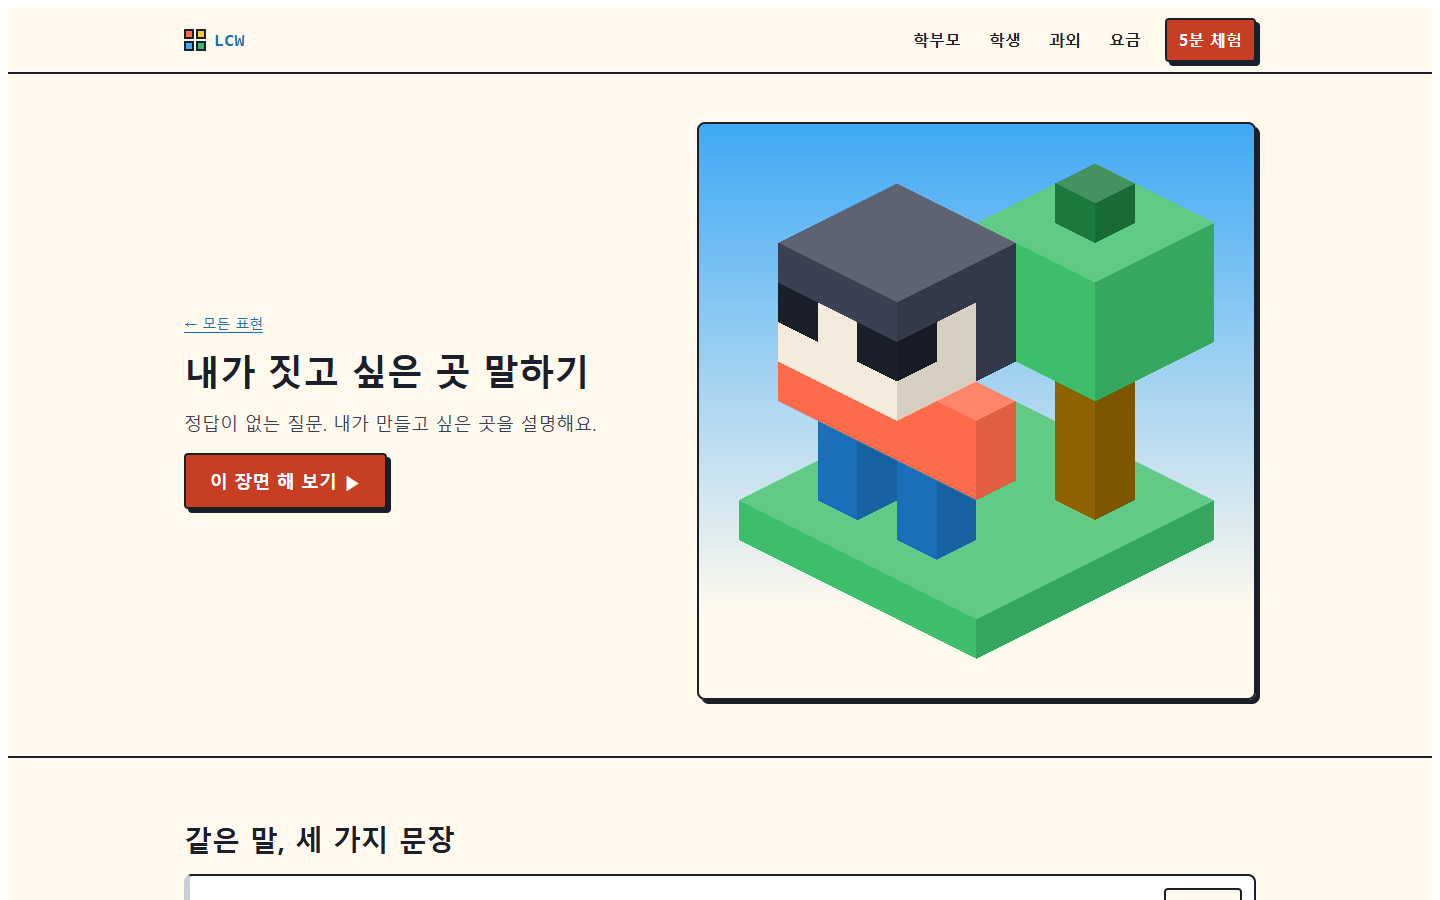 LCW
학부모 학생 과외 요금 5분 체험
← 모든 표현
내가 짓고 싶은 곳 말하기
정답이 없는 질문. 내가 만들고 싶은 곳을 설명해요.
이 장면 해 보기 ▶
같은 말, 세 가지 문장